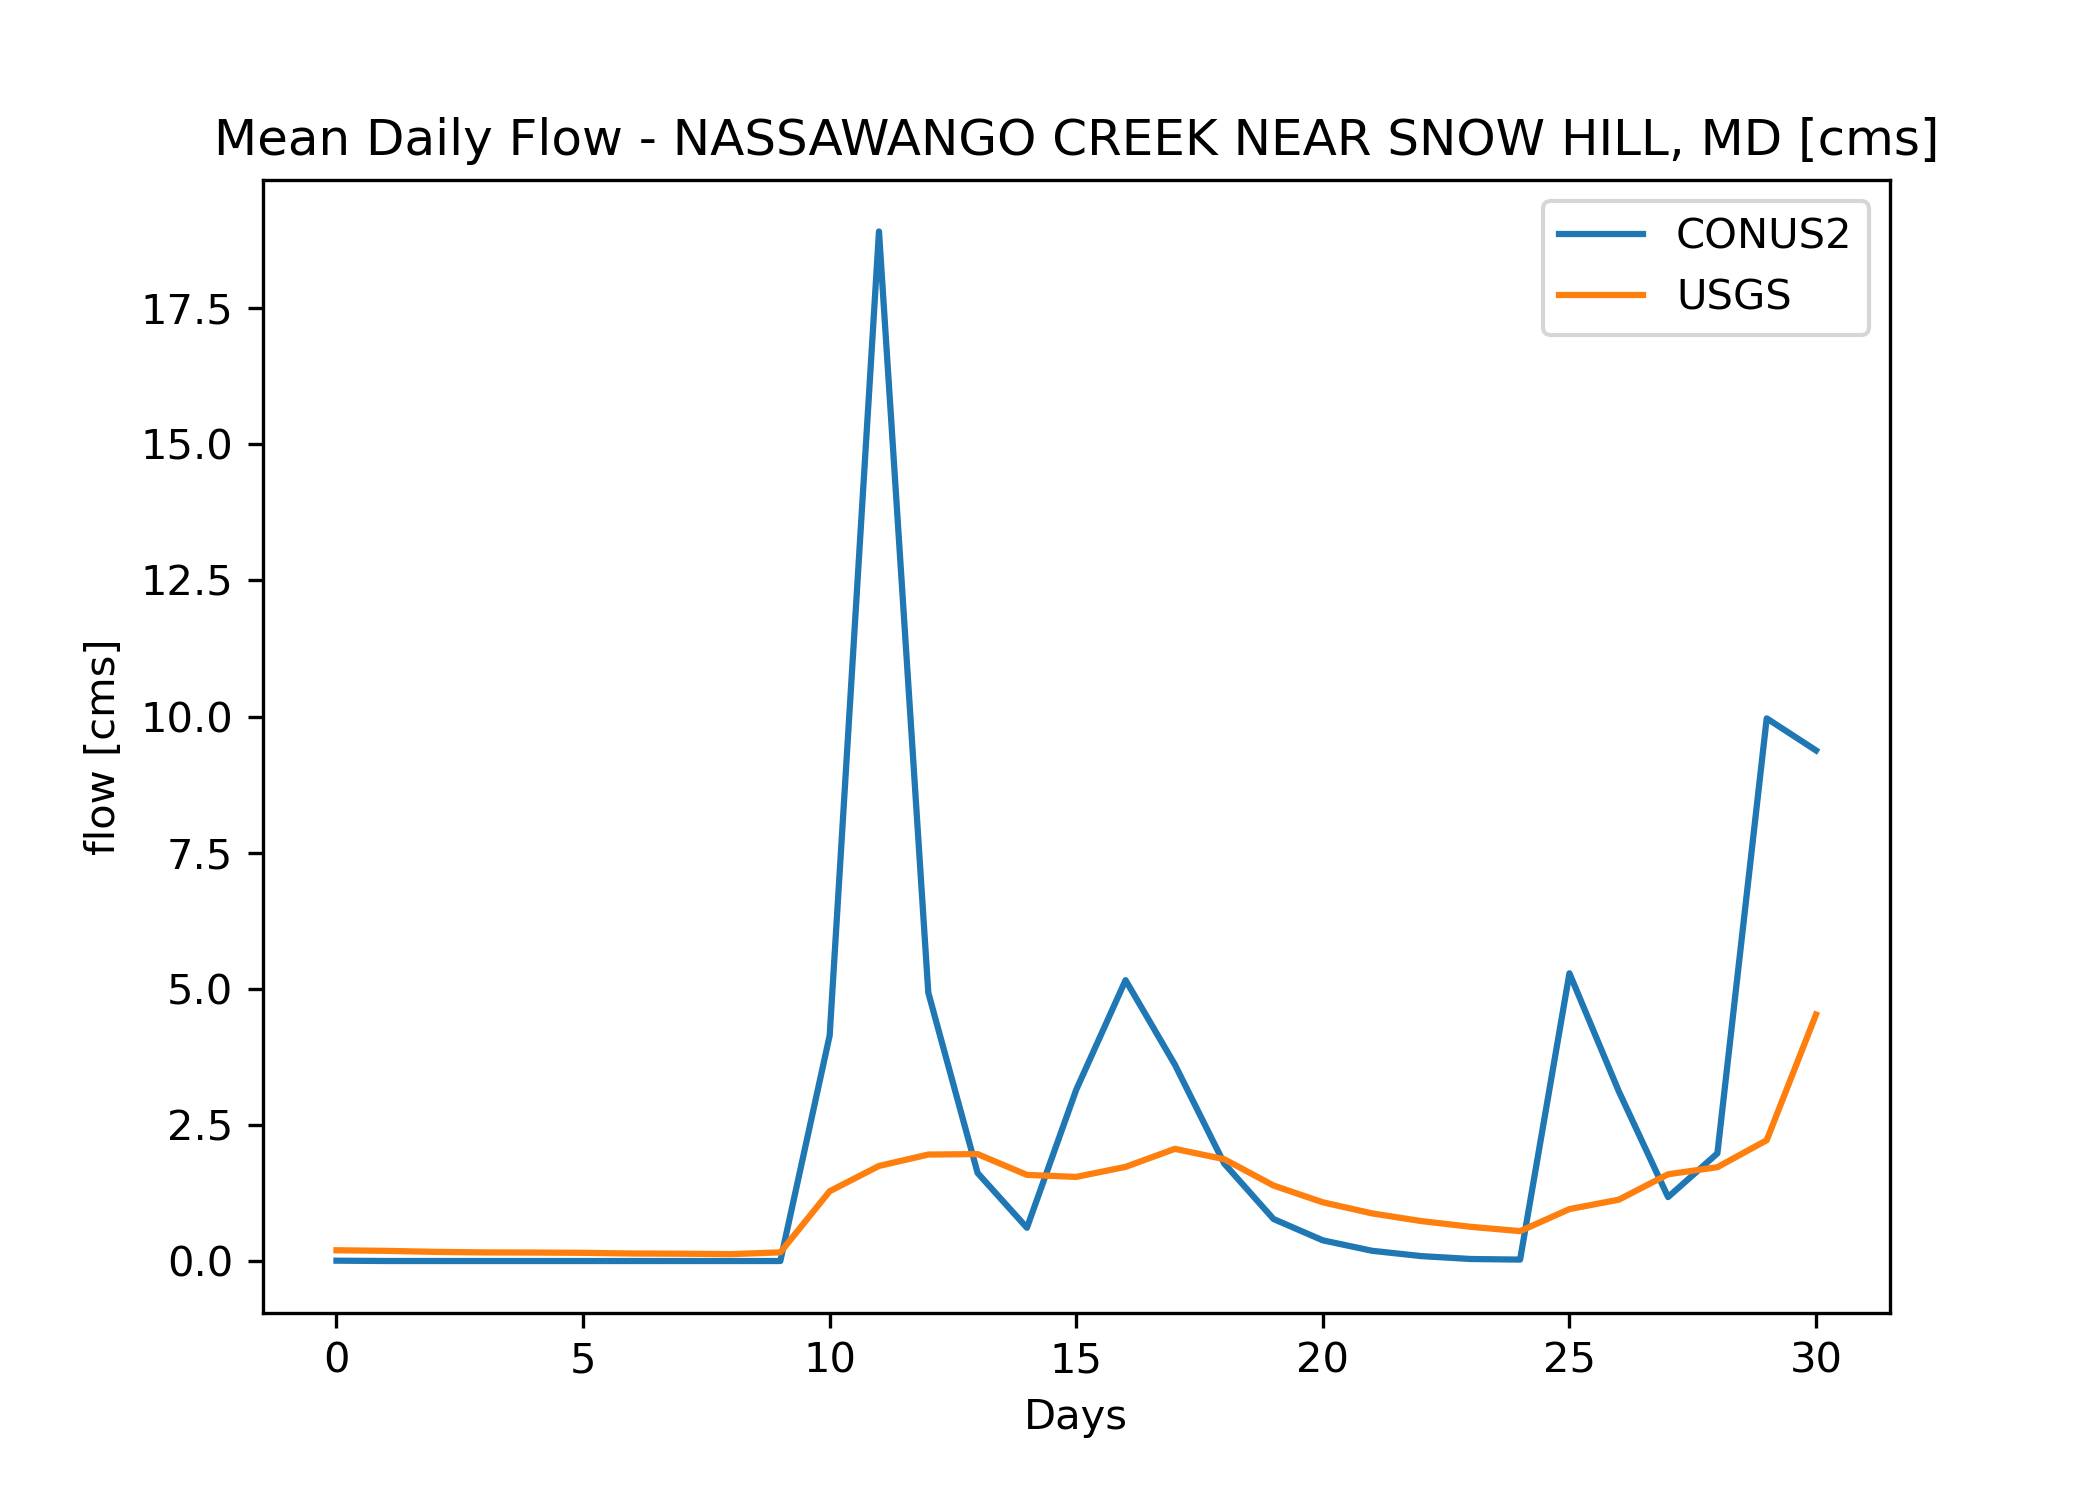 Mean Daily Flow - NASSAWANGO CREEK NEAR SNOW HILL, MD [cms]
CONUS2
USGS
17.5
15.0
12.5
10.0
7.5
5.0
2.5
0.0
flow [cms]
0 5 10 15 20 25 30
Days